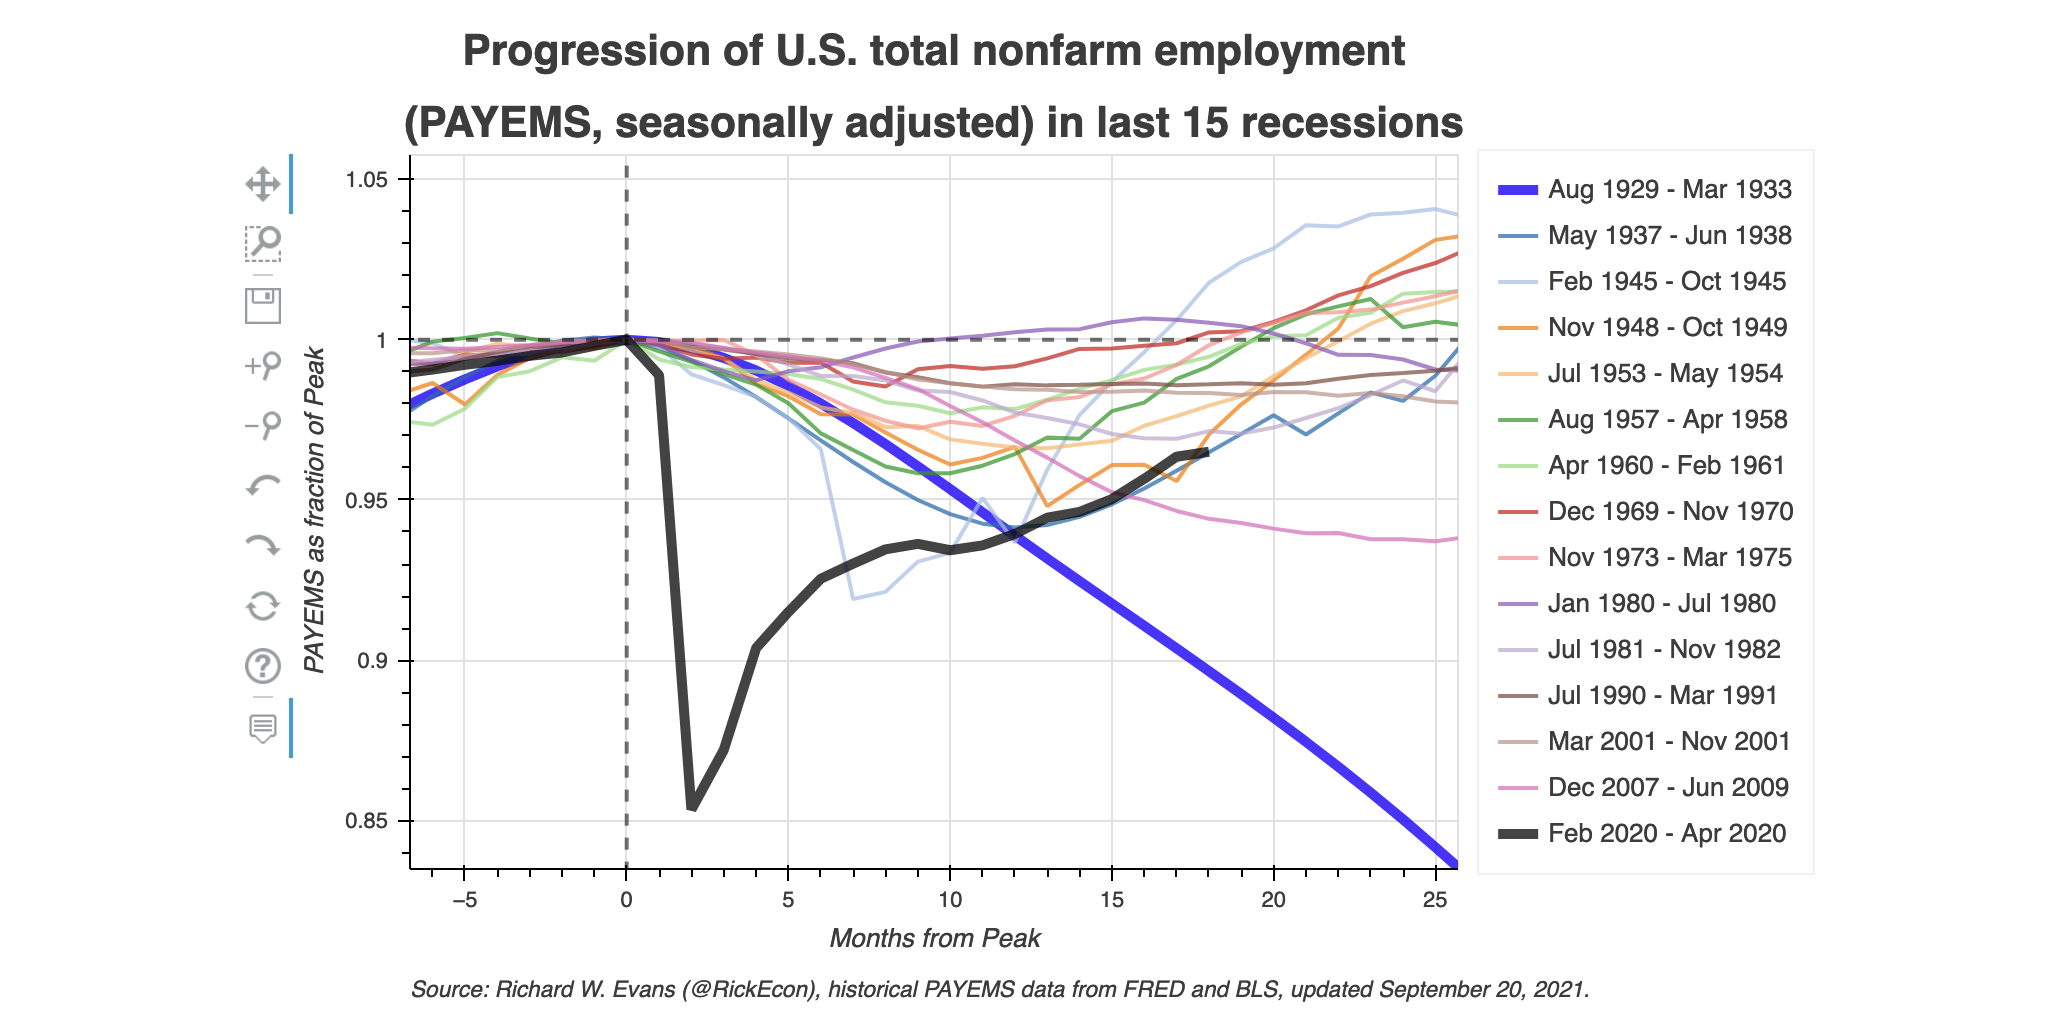 Progression of U.S. total nonfarm employment
(PAYEMS, seasonally adjusted) in last 15 recessions
PAYEMS as fraction of Peak
1.05
1
0.95
0.9
0.85
−5
0
5
10
15
20
25
Months from Peak
Aug 1929 - Mar 1933
May 1937 - Jun 1938
Feb 1945 - Oct 1945
Nov 1948 - Oct 1949
Jul 1953 - May 1954
Aug 1957 - Apr 1958
Apr 1960 - Feb 1961
Dec 1969 - Nov 1970
Nov 1973 - Mar 1975
Jan 1980 - Jul 1980
Jul 1981 - Nov 1982
Jul 1990 - Mar 1991
Mar 2001 - Nov 2001
Dec 2007 - Jun 2009
Feb 2020 - Apr 2020
Source: Richard W. Evans (@RickEcon), historical PAYEMS data from FRED and BLS, updated September 20, 2021.